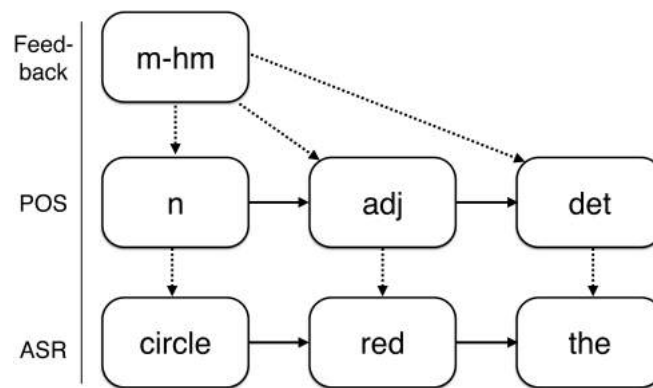 Feed-
back
m-hm
POS
n
adj
det
ASR
circle
red
the